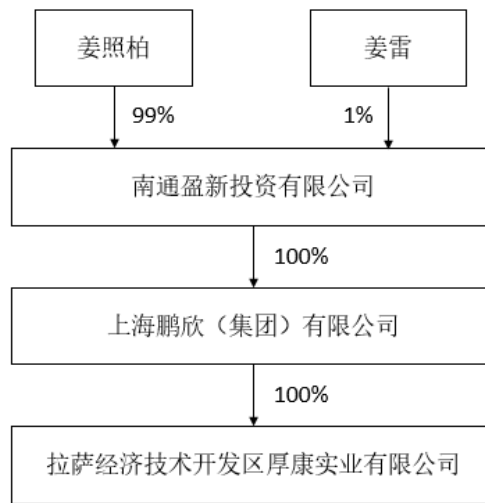 姜照柏
姜雷
99%
1%
南通盈新投资有限公司
100%
上海鹏欣（集团）有限公司
100%
拉萨经济技术开发区厚康实业有限公司